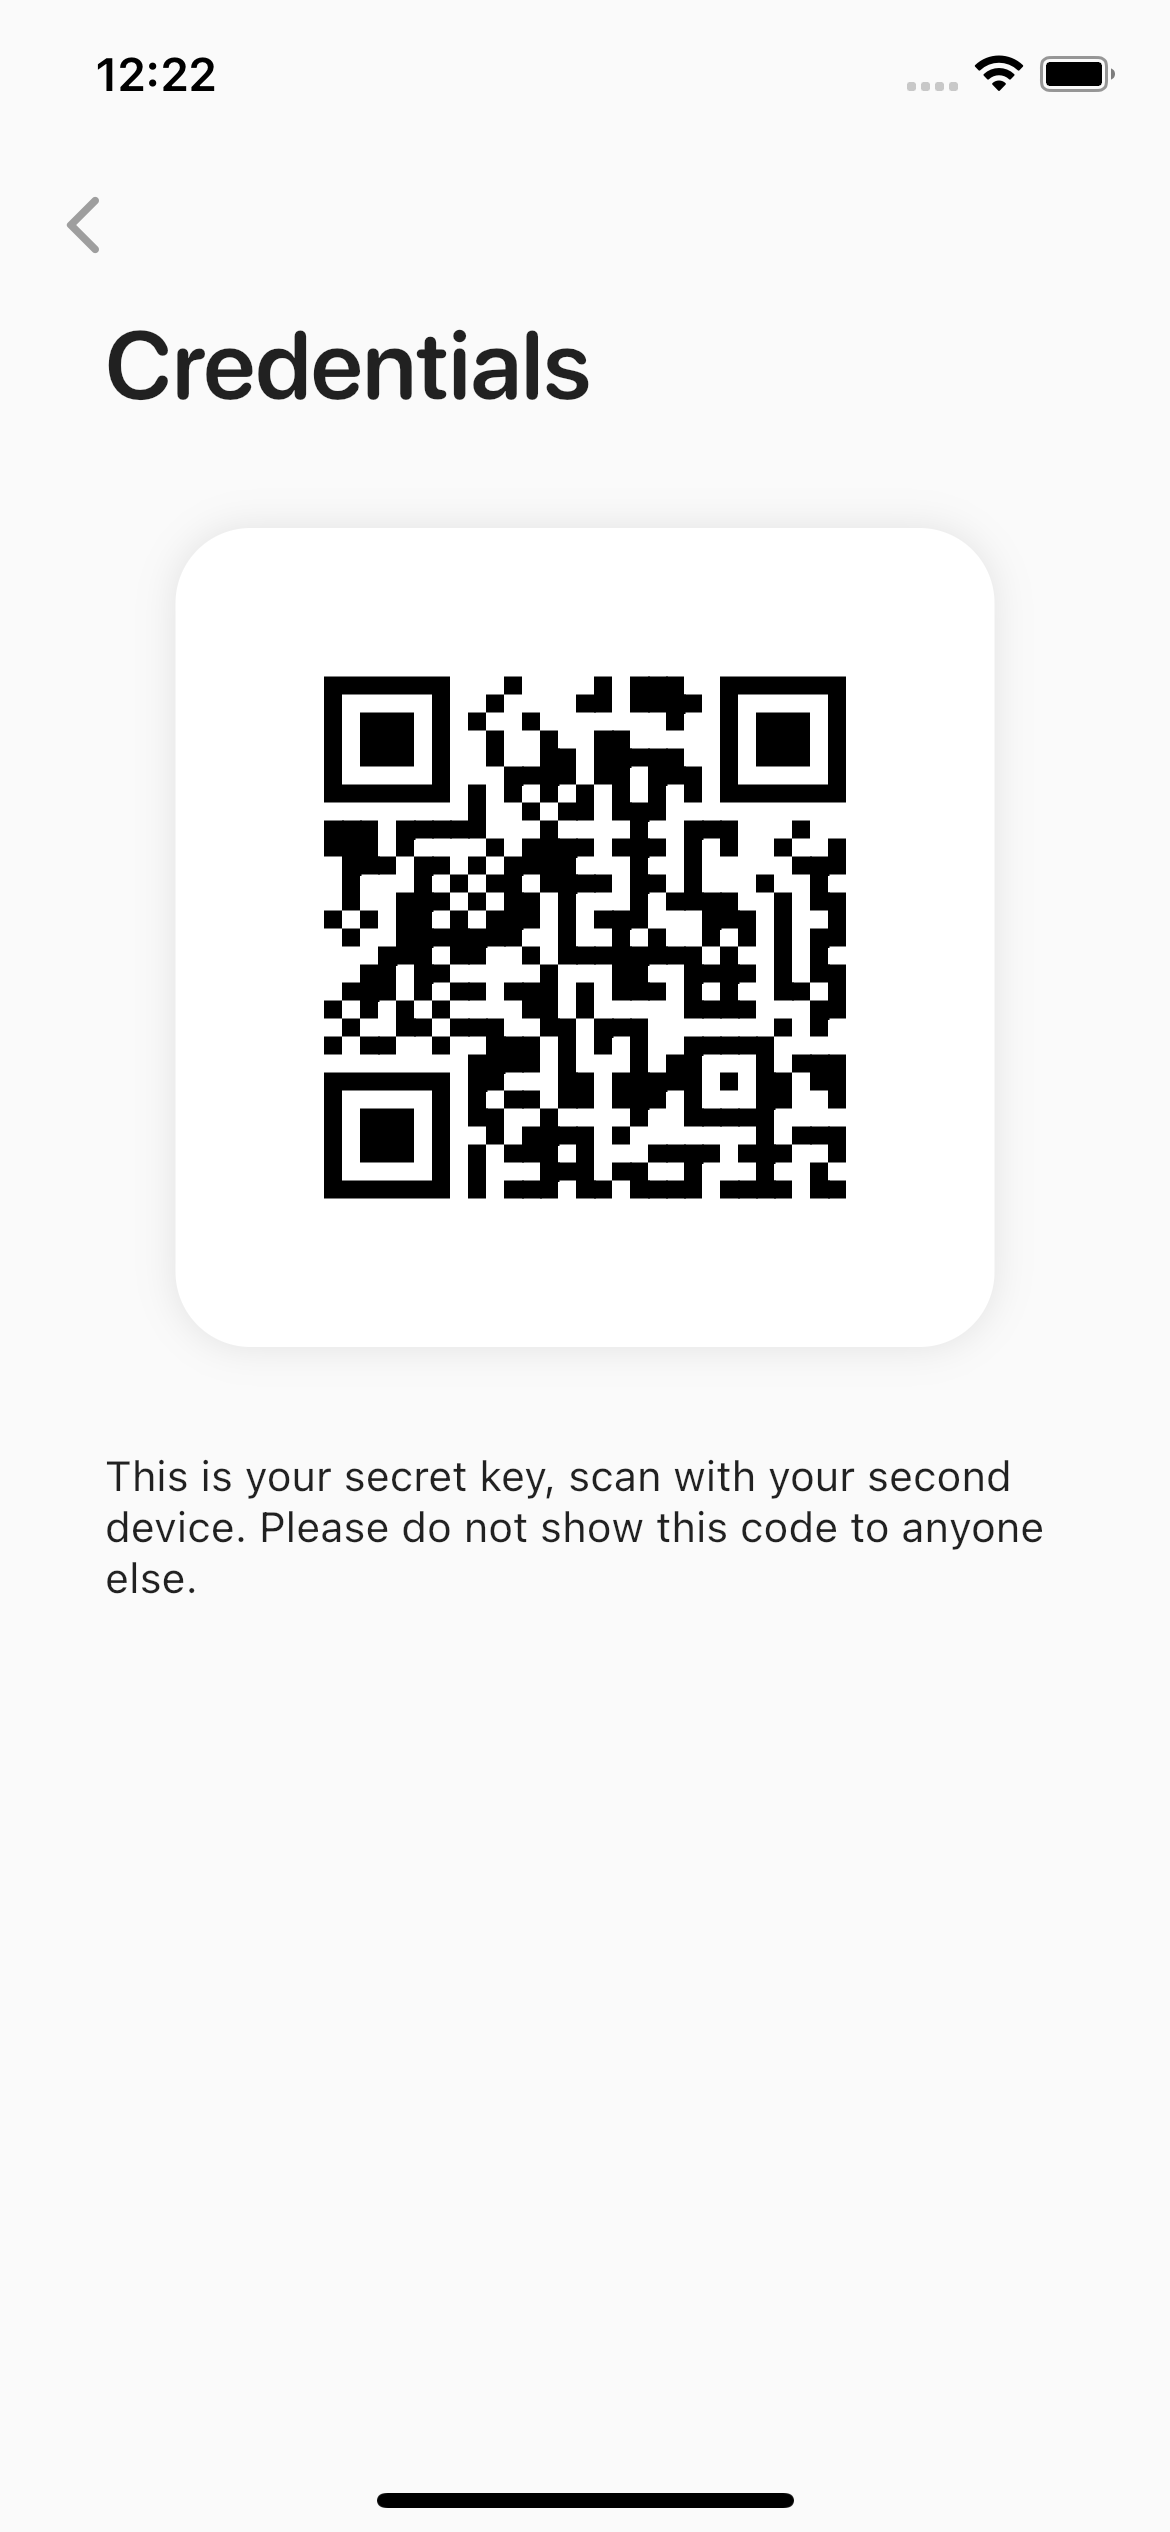 12:22
Credentials
This is your secret key, scan with your second
device. Please do not show this code to anyone
else.